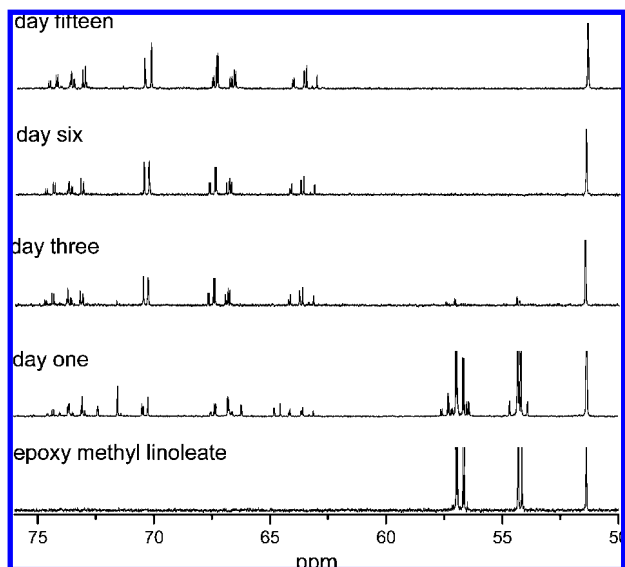 day fifteen
day six
day three
day one
epoxy methyl linoleate
75 70 65 60 55 50
ppm